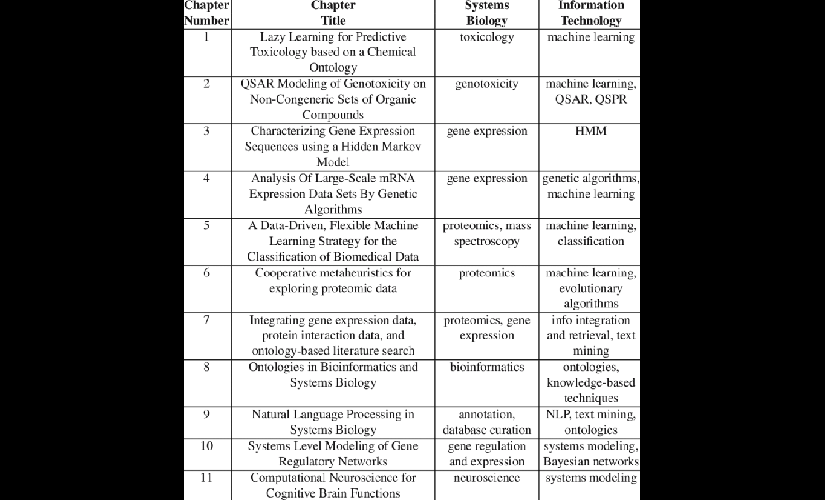 Chapter Chapter Systems Information
Number Title Biology Technology
1 Lazy Learning for Predictive toxicology machine learning
Toxicology based on a Chemical
Ontology
2 QSAR Modeling of Genotoxicity on genotoxicity machine learning,
Non-Congeneric Sets of Organic QSAR, QSPR
Compounds
3 Characterizing Gene Expression gene expression HMM
Sequences using a Hidden Markov
Model
4 Analysis Of Large-Scale mRNA gene expression genetic algorithms,
Expression Data Sets By Genetic machine learning
Algorithms
5 A Data-Driven, Flexible Machine proteomics, mass machine learning,
Learning Strategy for the spectroscopy classification
Classification of Biomedical Data
6 Cooperative metaheuristics for proteomics machine learning,
exploring proteomic data evolutionary
algorithms
7 Integrating gene expression data, proteomics, gene info integration
protein interaction data, and expression and retrieval, text
ontology-based literature search mining
8 Ontologies in Bioinformatics and bioinformatics ontologies,
Systems Biology knowledge-based
techniques
9 Natural Language Processing in annotation, NLP, text mining,
Systems Biology database curation ontologies
10 Systems Level Modeling of Gene gene regulation systems modeling,
Regulatory Networks and expression Bayesian networks
11 Computational Neuroscience for neuroscience systems modeling
Cognitive Brain Functions